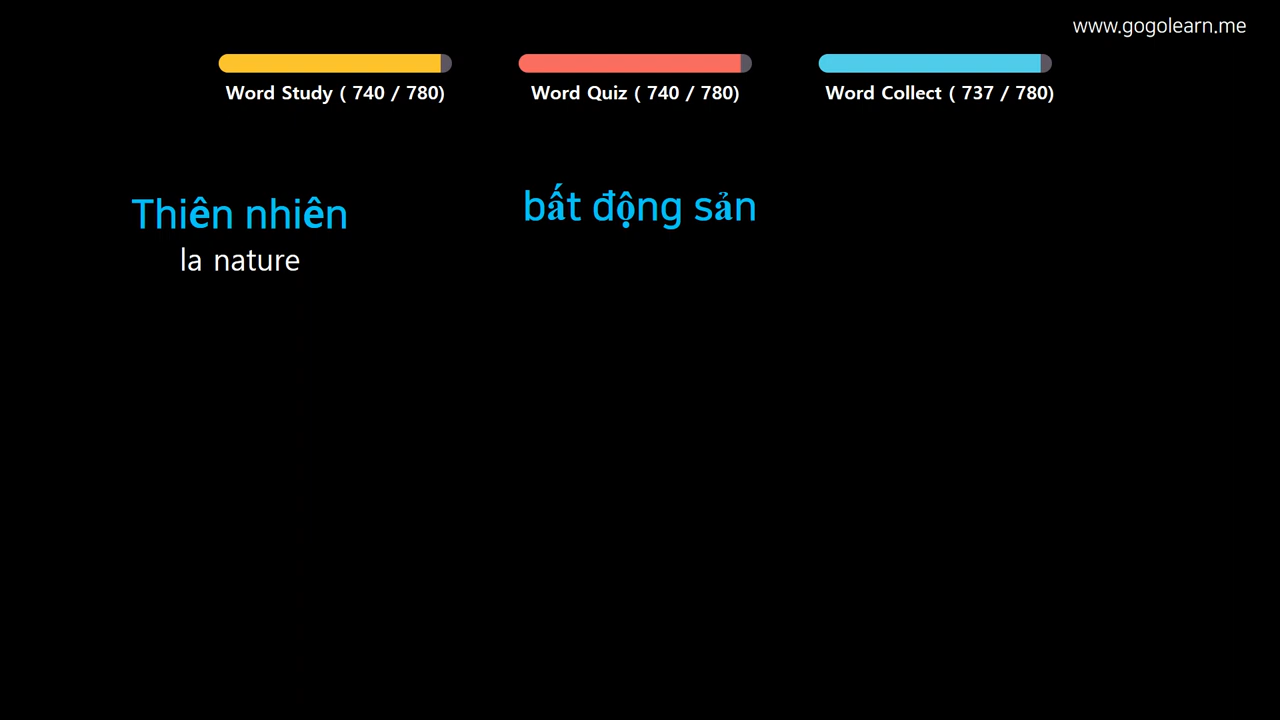 www.gogolearn.me
Word Study ( 740 / 780)
Word Quiz ( 740 / 780)
Word Collect ( 737 / 780)
Thiên nhiên
la nature
bất động sản